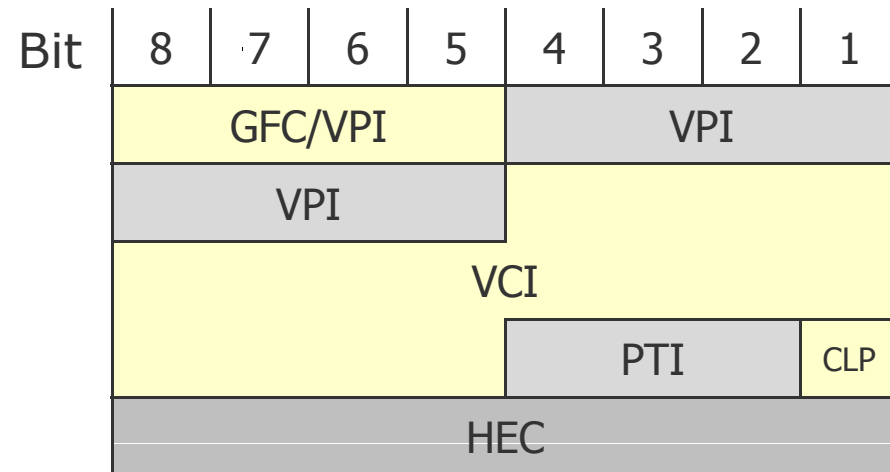 Bit 8 7 6 5 4 3 2 1
GFC/VPI VPI
VPI
VCI
PTI CLP
HEC